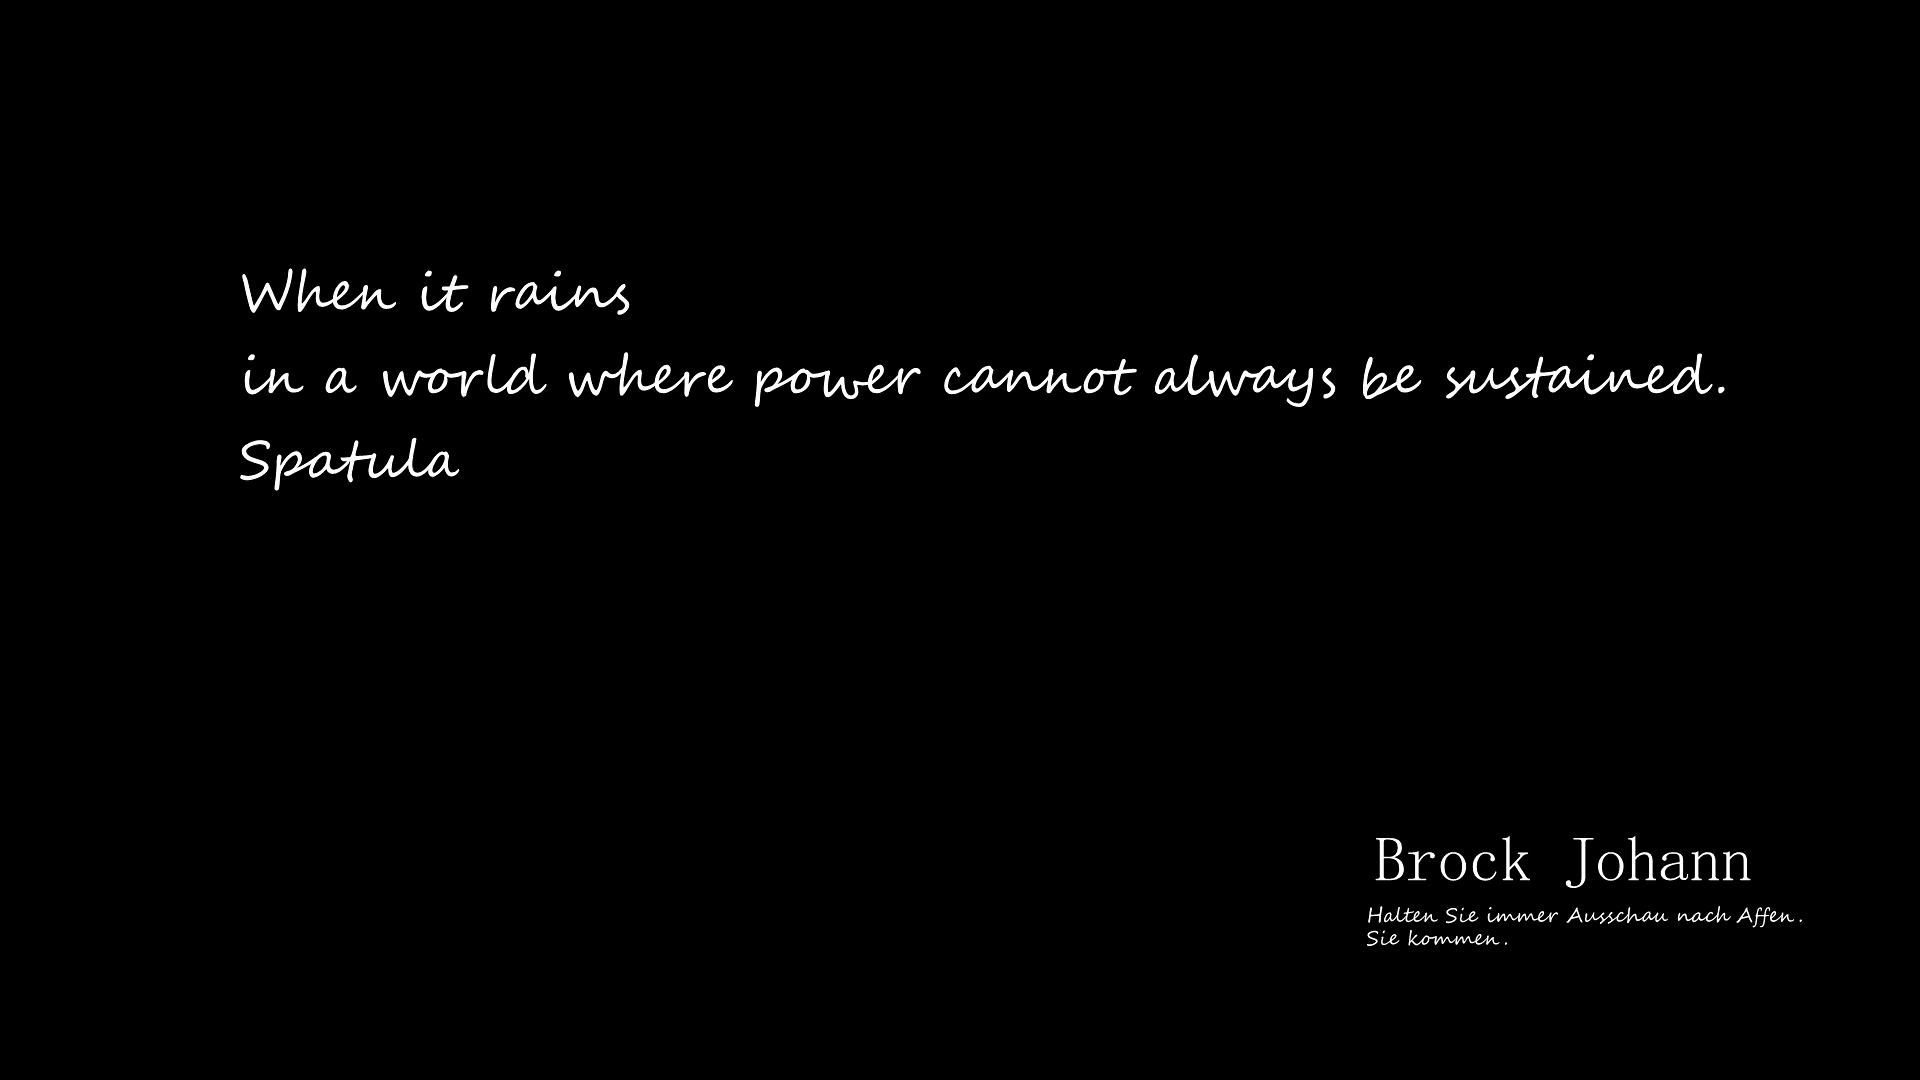 When it rains
in a world where power cannot always be sustained.
Spatula
Brock Johann
Halten Sie immer Ausschau nach Affen.
Sie kommen.